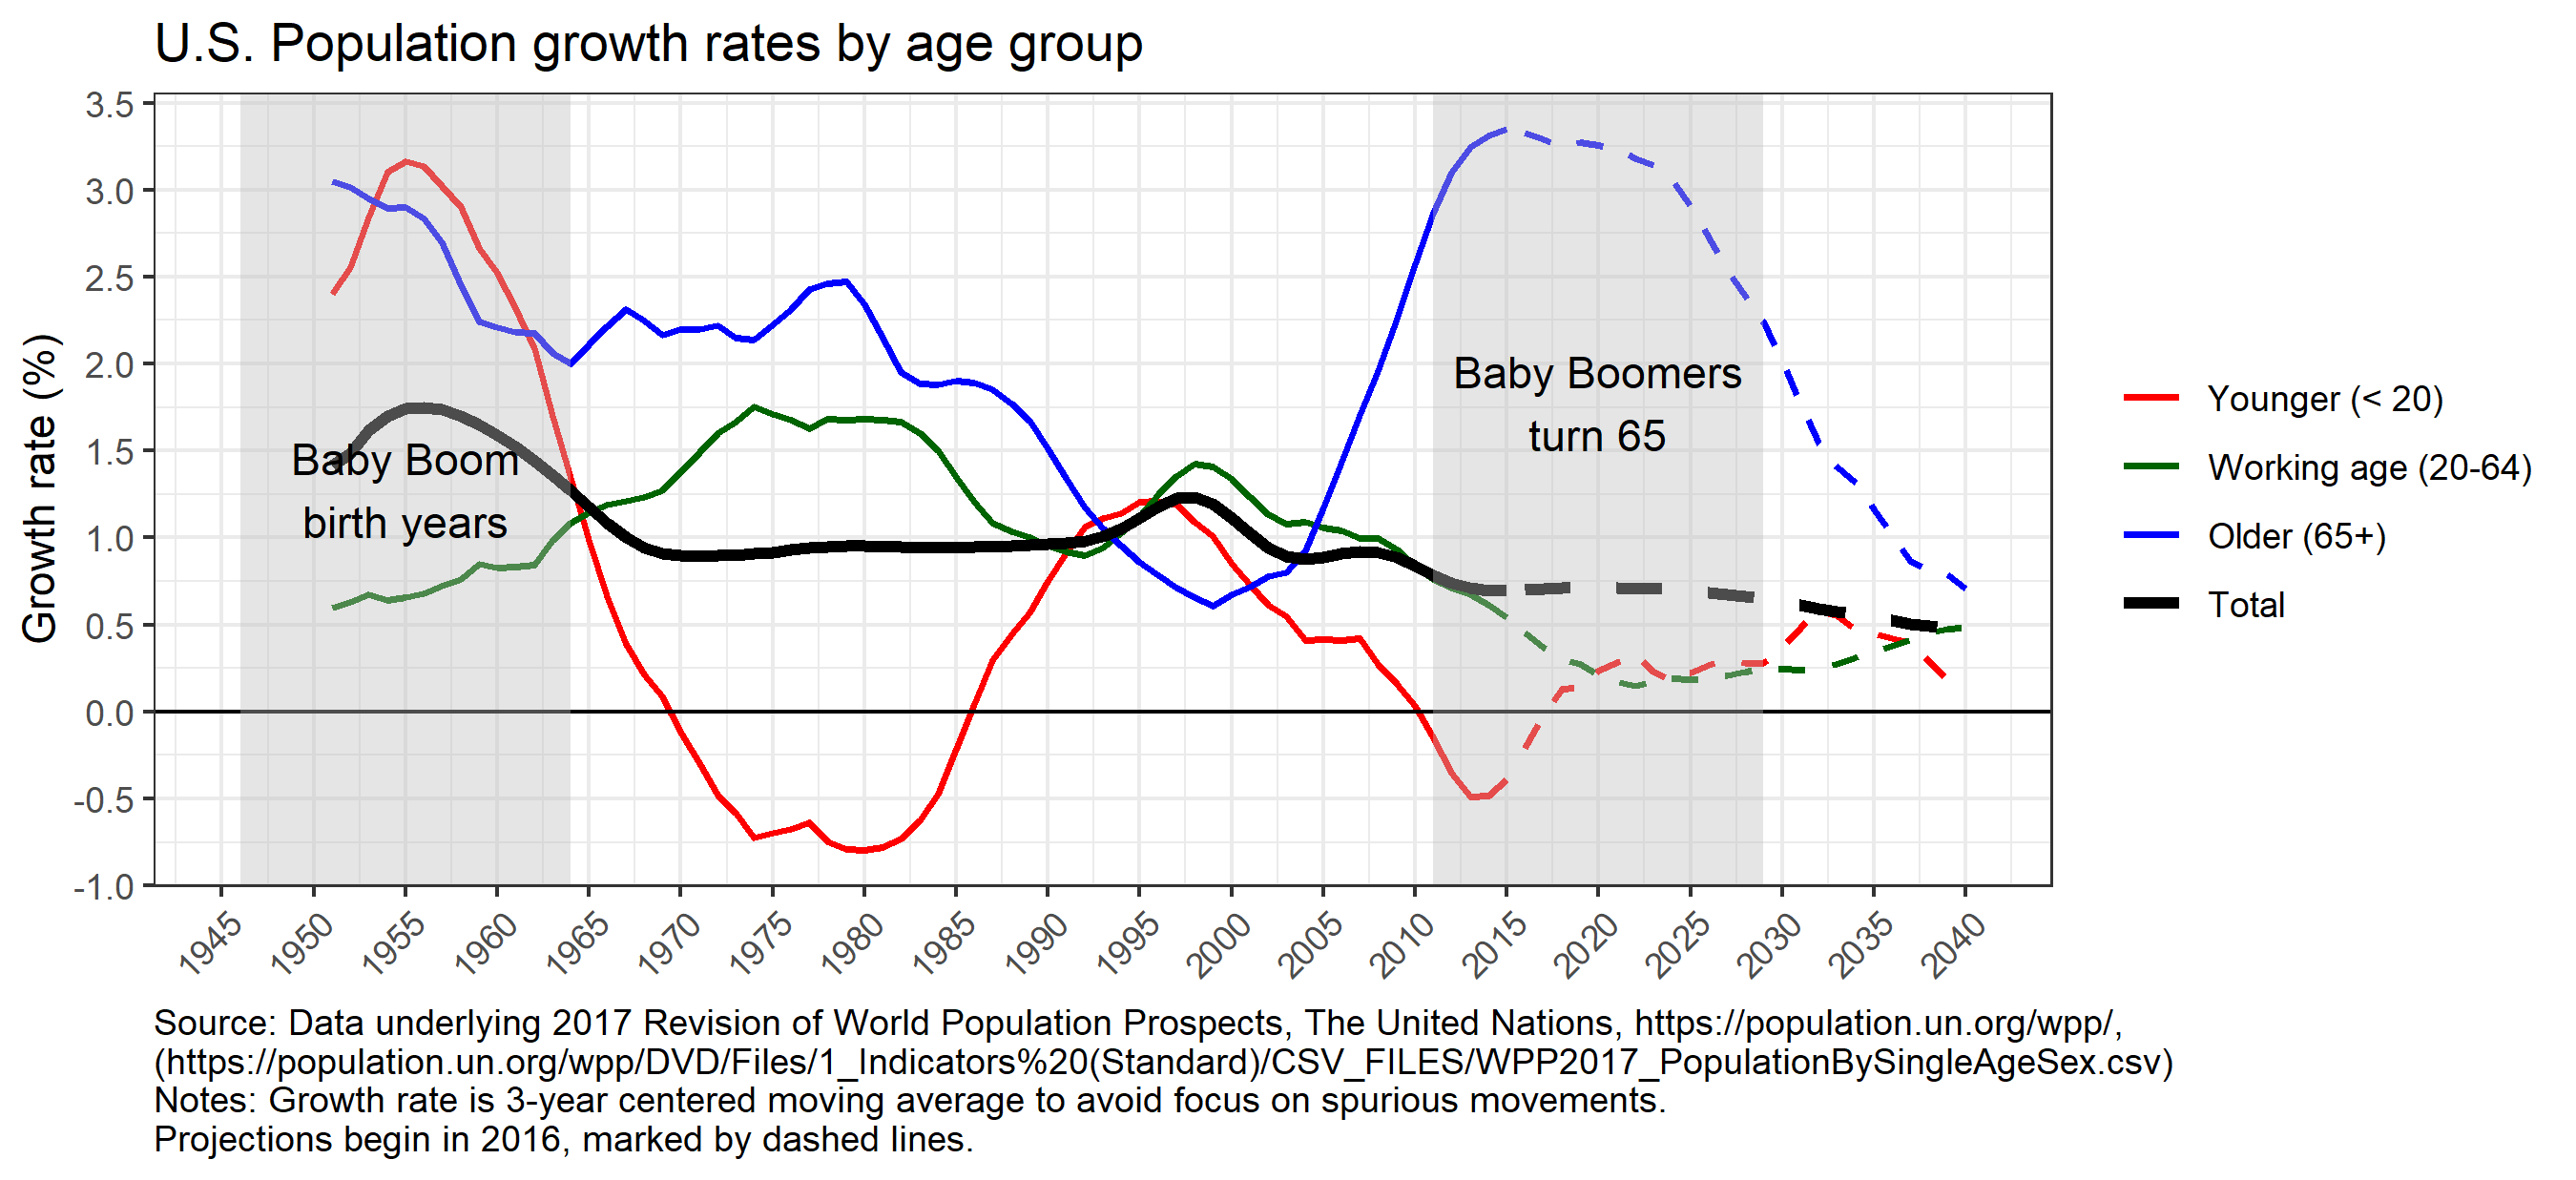 U.S. Population growth rates by age group
3.5
3.0
2.5
2.0
1.5
1.0
0.5
0.0
-0.5
-1.0
Growth rate (%)
Baby Boom
birth years
Baby Boomers
turn 65
1945
1950
1955
1960
1965
1970
1975
1980
1985
1990
1995
2000
2005
2010
2015
2020
2025
2030
2035
2040
Younger (< 20)
Working age (20-64)
Older (65+)
Total
Source: Data underlying 2017 Revision of World Population Prospects, The United Nations, https://population.un.org/wpp/,
(https://population.un.org/wpp/DVD/Files/1_Indicators%20(Standard)/CSV_FILES/WPP2017_PopulationBySingleAgeSex.csv)
Notes: Growth rate is 3-year centered moving average to avoid focus on spurious movements.
Projections begin in 2016, marked by dashed lines.